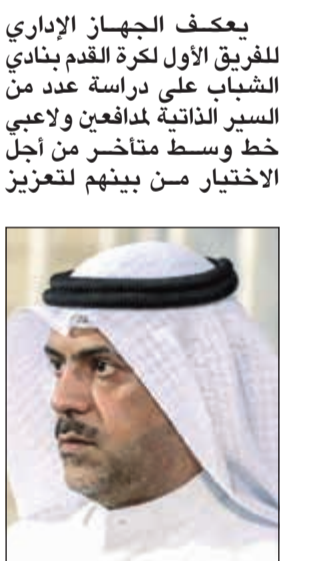 يعكف الجهاز الإداري
للفريق الأول لكرة القدم بنادي
الشباب على دراسة عدد من
السير الذاتية لمدافعين ولاعبي
خط وسط متأخر من أجل
الاختيار من بينهم لتعزيز